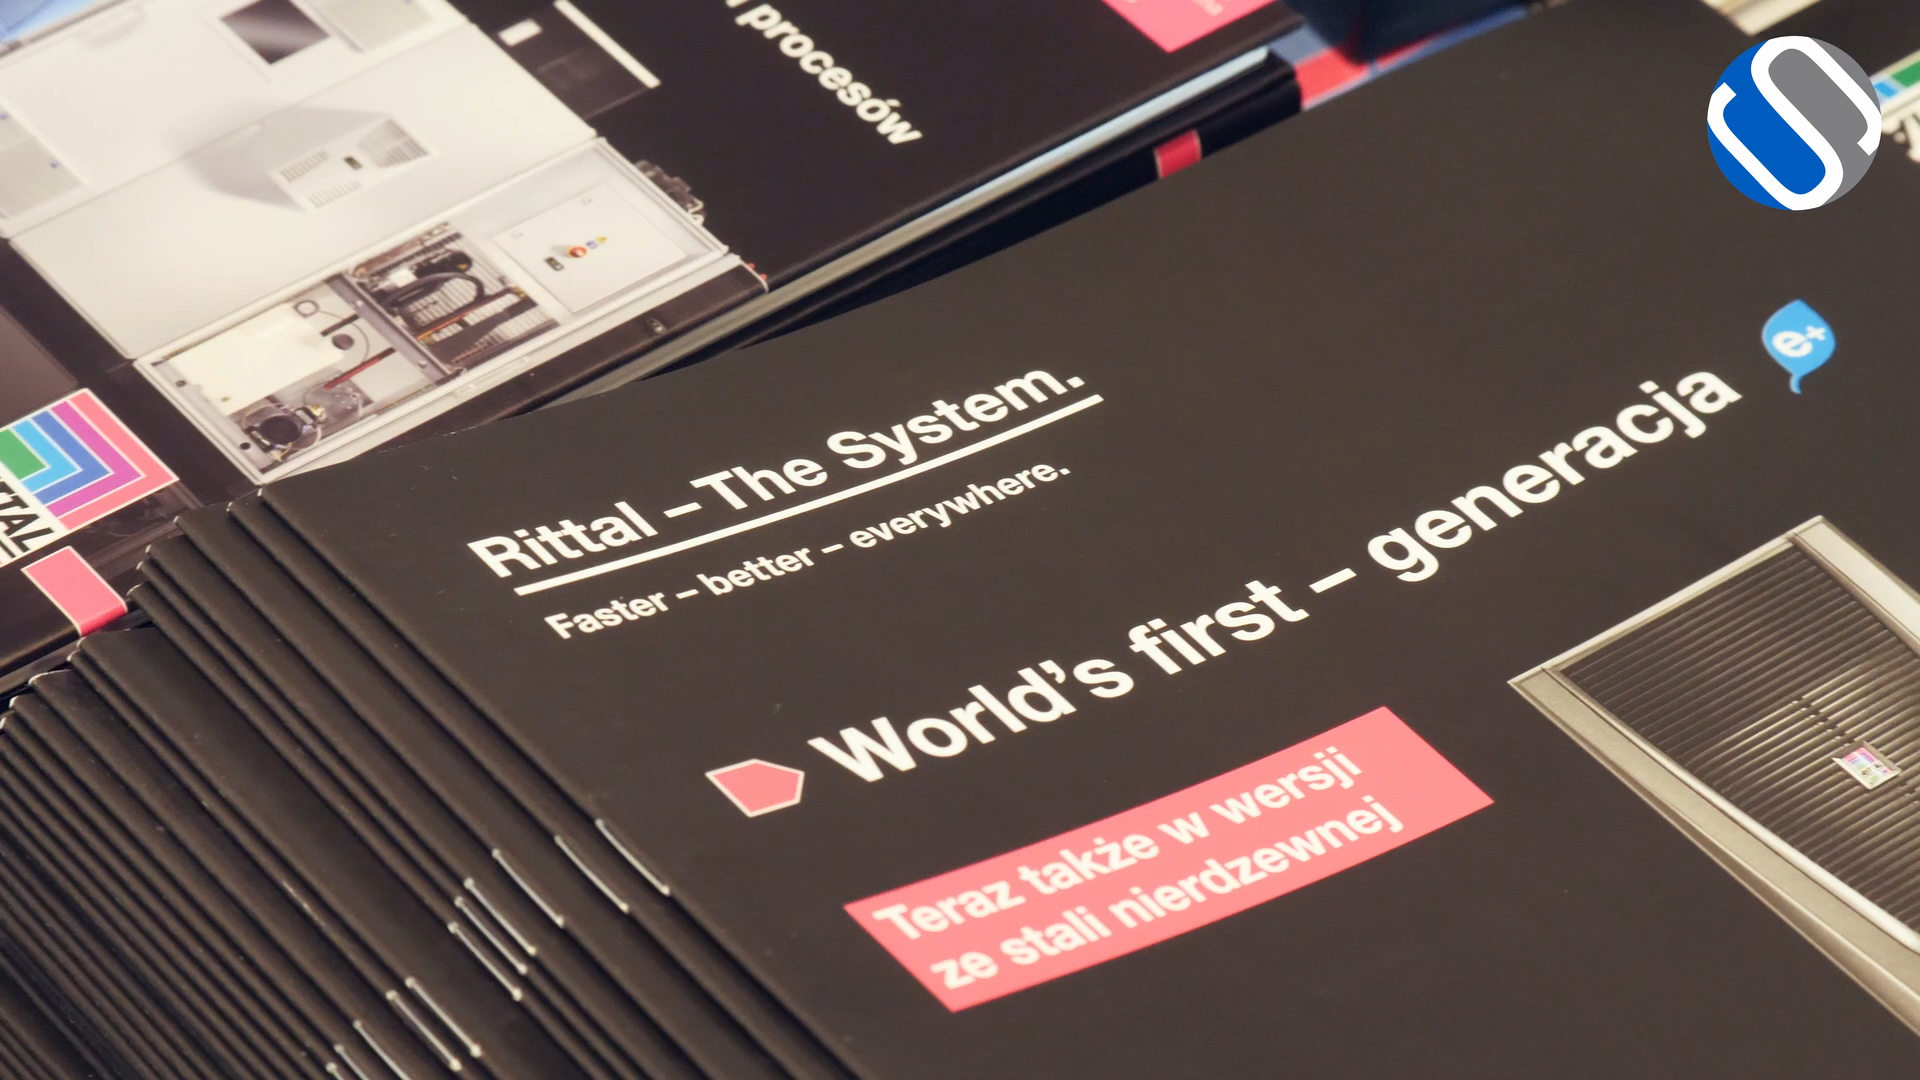 procesów
Rittal – The System.
Faster – better – everywhere.
World's first – generacja e+
Teraz także w wersji
ze stali nierdzewnej